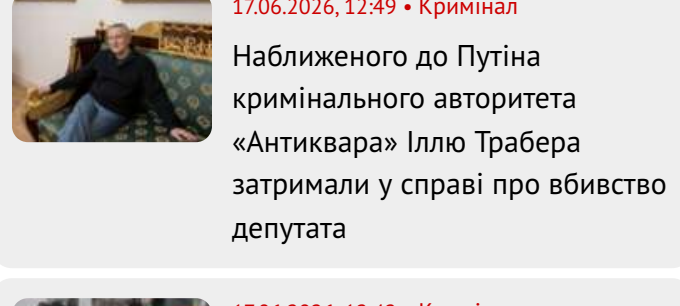 17.06.2026, 12:49 • Кримінал
Наближеного до Путіна
кримінального авторитета
«Антиквара» Іллю Трабера
затримали у справі про вбивство
депутата